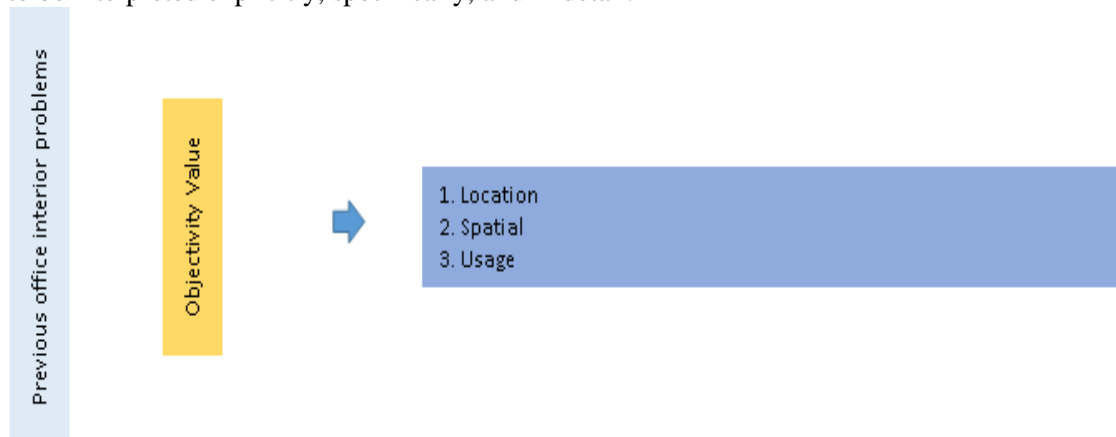 Previous office interior problems
Objectivity Value
1. Location
2. Spatial
3. Usage